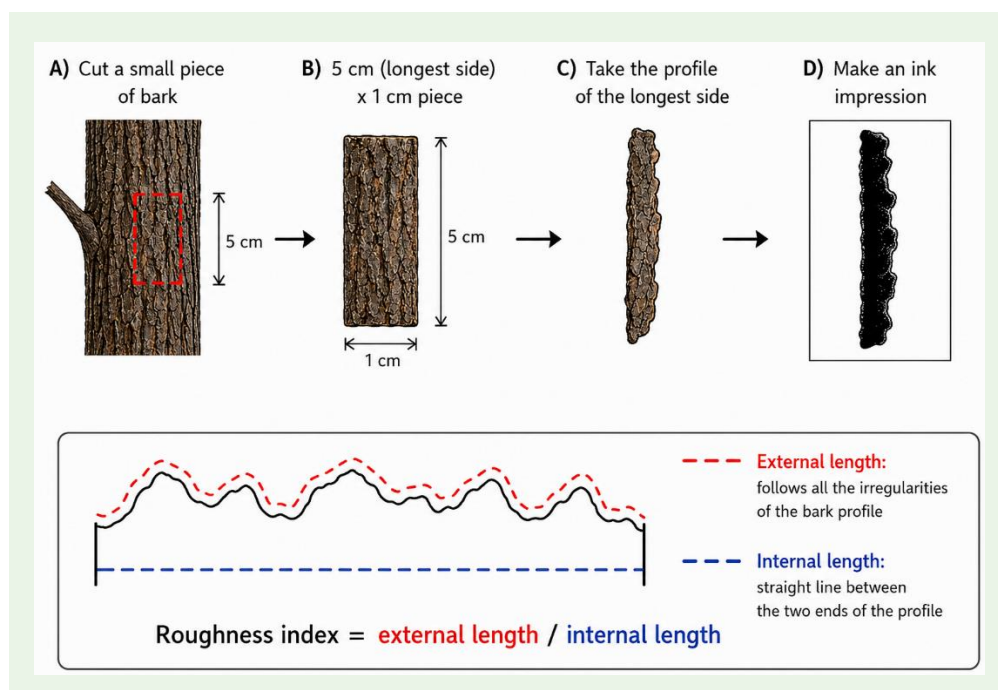 A) Cut a small piece
of bark
B) 5 cm (longest side)
x 1 cm piece
C) Take the profile
of the longest side
D) Make an ink
impression
5 cm
5 cm
1 cm
External length:
follows all the irregularities
of the bark profile
Internal length:
straight line between
the two ends of the profile
Roughness index = external length / internal length